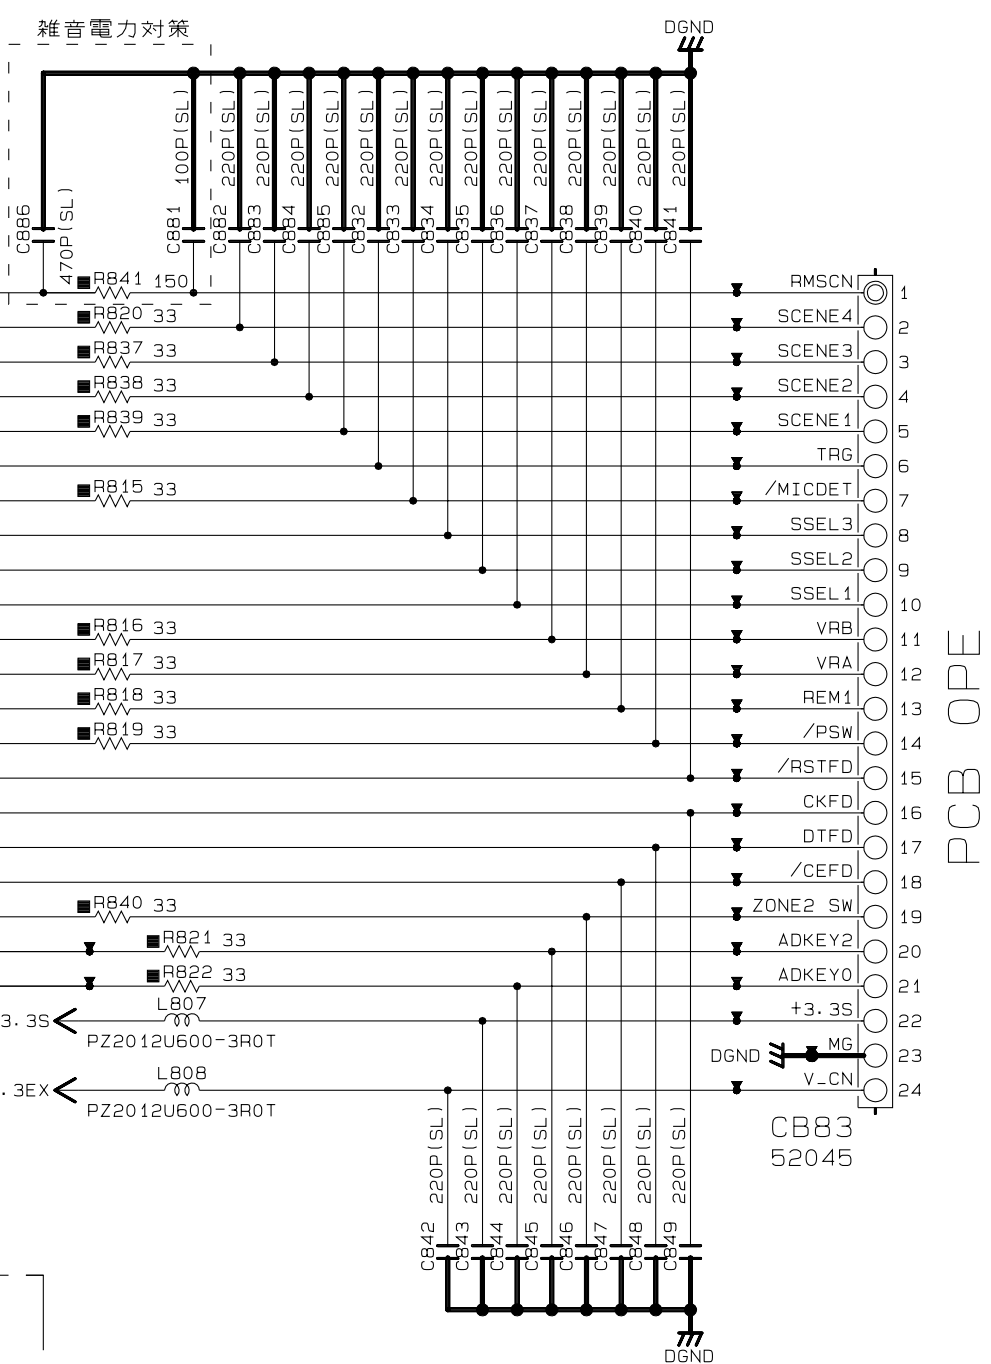 雑音電力対策
DGND
100P(SL)
220P(SL)
220P(SL)
220P(SL)
220P(SL)
220P(SL)
220P(SL)
220P(SL)
220P(SL)
220P(SL)
220P(SL)
220P(SL)
220P(SL)
220P(SL)
220P(SL)
C886
470P(SL)
C881
C882
C883
C884
C885
C832
C833
C834
C835
C836
C837
C838
C839
C840
C841
R841 150
RMSCN 1
R820 33
SCENE4 2
R837 33
SCENE3 3
R838 33
SCENE2 4
R839 33
SCENE1 5
TRG 6
R815 33
/MICDET 7
SSEL3 8
SSEL2 9
SSEL1 10
R816 33
VRB 11
R817 33
VRA 12
R818 33
REM1 13
R819 33
/PSW 14
/RSTFD 15
CKFD 16
DTFD 17
/CEFD 18
R840 33
ZONE2 SW 19
R821 33
ADKEY2 20
R822 33
ADKEY0 21
L807
3.3S
PZ2012U600-3R0T
+3.3S 22
DGND
MG 23
L808
.3EX
PZ2012U600-3R0T
V_CN 24
PCB OPE
CB83
52045
220P(SL)
220P(SL)
220P(SL)
220P(SL)
220P(SL)
220P(SL)
220P(SL)
220P(SL)
C842
C843
C844
C845
C846
C847
C848
C849
DGND